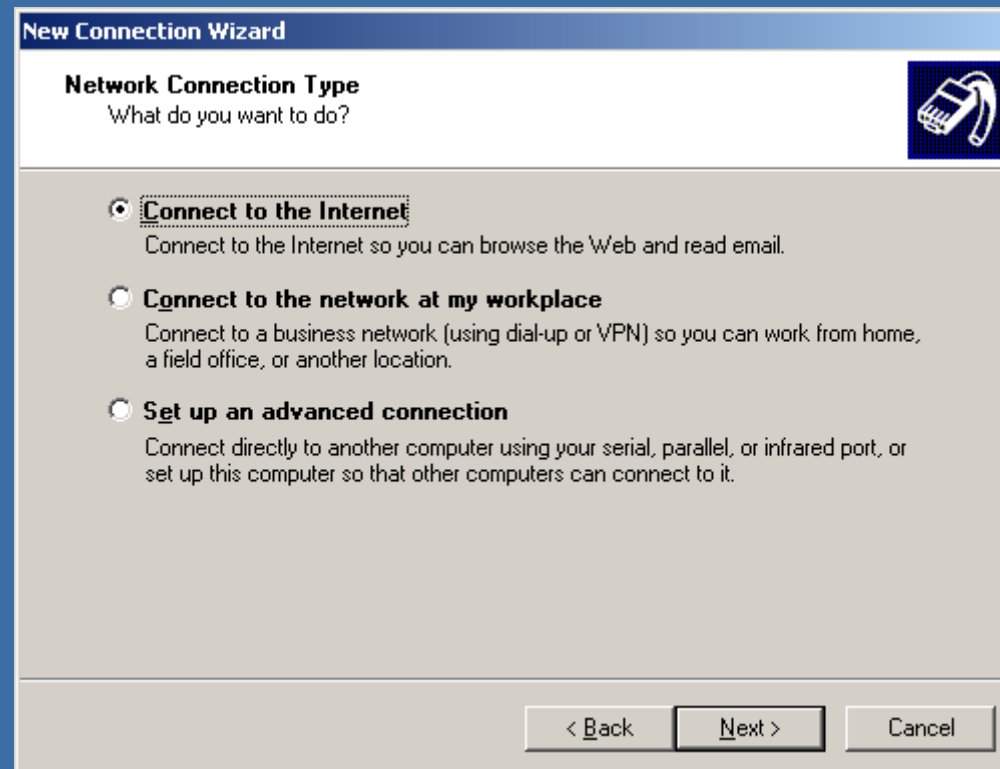 New Connection Wizard
Network Connection Type
What do you want to do?
Connect to the Internet
Connect to the Internet so you can browse the Web and read email.
Connect to the network at my workplace
Connect to a business network (using dial-up or VPN) so you can work from home,
a field office, or another location.
Set up an advanced connection
Connect directly to another computer using your serial, parallel, or infrared port, or
set up this computer so that other computers can connect to it.
< Back Next > Cancel